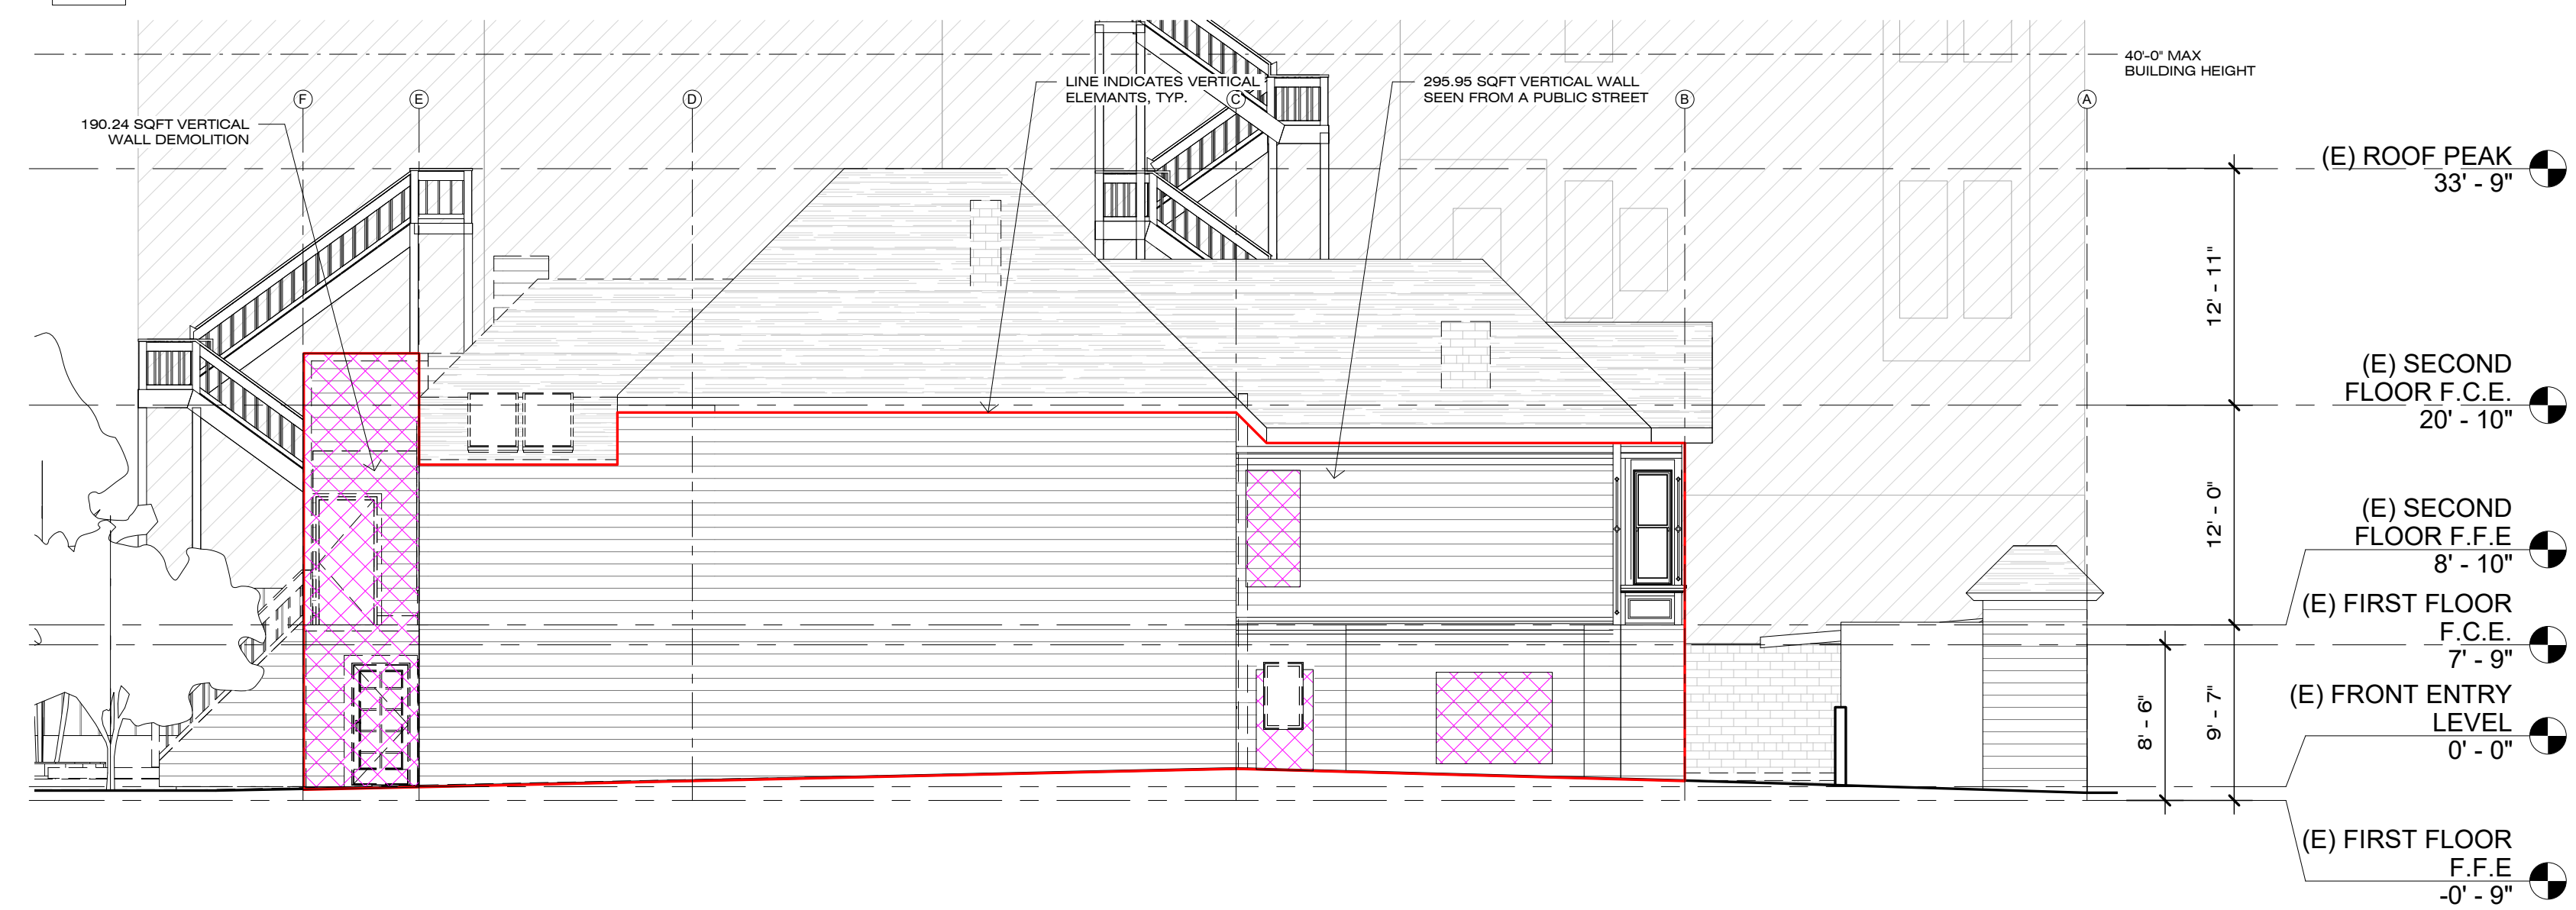 40'-0" MAX
BUILDING HEIGHT
LINE INDICATES VERTICAL
ELEMANTS, TYP.
295.95 SQFT VERTICAL WALL
SEEN FROM A PUBLIC STREET
F
E
D
C
B
A
190.24 SQFT VERTICAL
WALL DEMOLITION
(E) ROOF PEAK
33' - 9"
12' - 11"
(E) SECOND
FLOOR F.C.E.
20' - 10"
12' - 0"
(E) SECOND
FLOOR F.F.E
8' - 10"
(E) FIRST FLOOR
F.C.E.
7' - 9"
8' - 6"
9' - 7"
(E) FRONT ENTRY
LEVEL
0' - 0"
(E) FIRST FLOOR
F.F.E
-0' - 9"